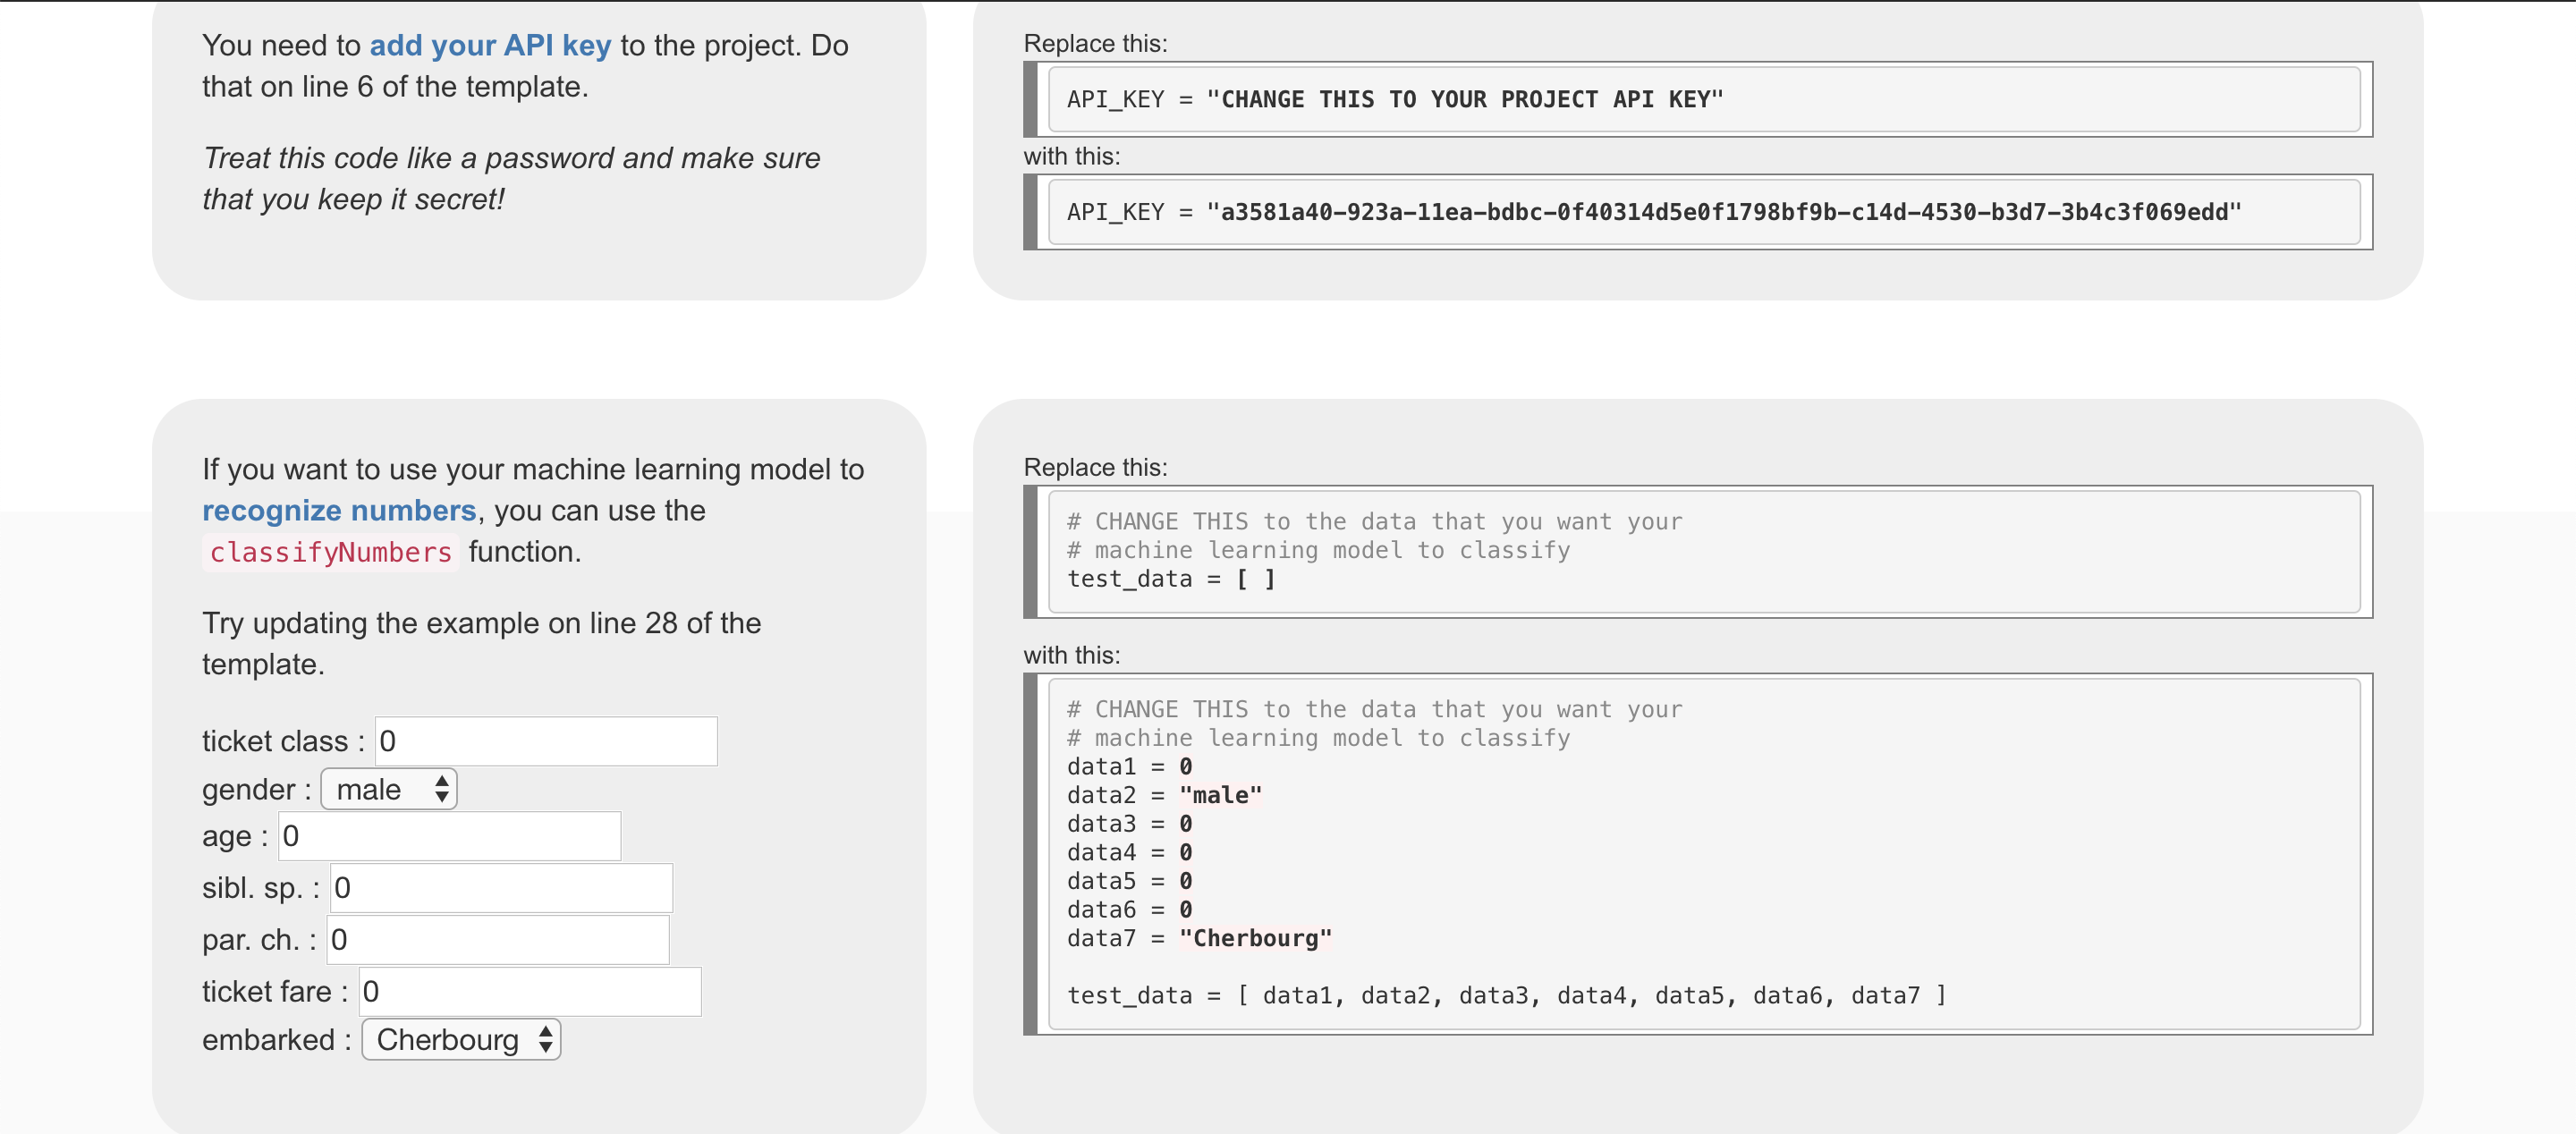 You need to add your API key to the project. Do
that on line 6 of the template.
Treat this code like a password and make sure
that you keep it secret!
Replace this:
API_KEY = "CHANGE THIS TO YOUR PROJECT API KEY"
with this:
API_KEY = "a3581a40-923a-11ea-bdbc-0f40314d5e0f1798bf9b-c14d-4530-b3d7-3b4c3f069edd"
If you want to use your machine learning model to
recognize numbers, you can use the
classifyNumbers function.
Try updating the example on line 28 of the
template.
ticket class : 0
gender : male
age : 0
sibl. sp. : 0
par. ch. : 0
ticket fare : 0
embarked : Cherbourg
Replace this:
# CHANGE THIS to the data that you want your
# machine learning model to classify
test_data = [ ]
with this:
# CHANGE THIS to the data that you want your
# machine learning model to classify
data1 = 0
data2 = "male"
data3 = 0
data4 = 0
data5 = 0
data6 = 0
data7 = "Cherbourg"
test_data = [ data1, data2, data3, data4, data5, data6, data7 ]